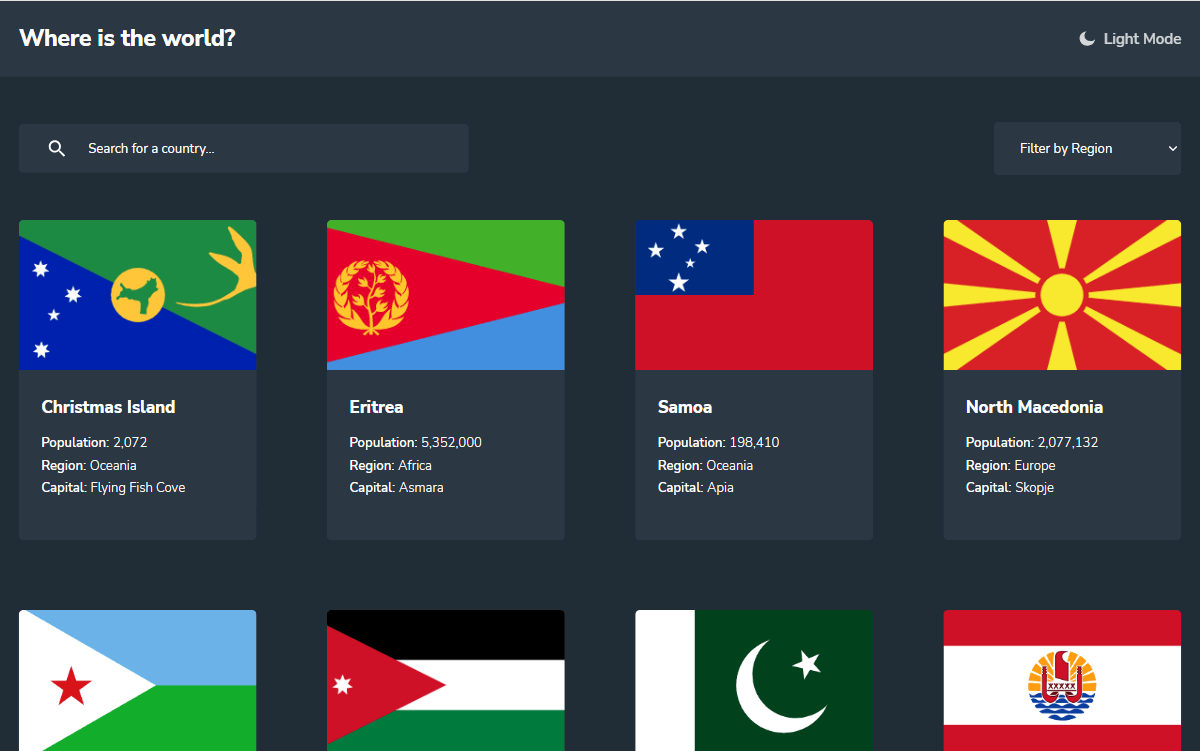 Where is the world?
Light Mode
Search for a country...
Filter by Region
Christmas Island
Population: 2,072
Region: Oceania
Capital: Flying Fish Cove
Eritrea
Population: 5,352,000
Region: Africa
Capital: Asmara
Samoa
Population: 198,410
Region: Oceania
Capital: Apia
North Macedonia
Population: 2,077,132
Region: Europe
Capital: Skopje